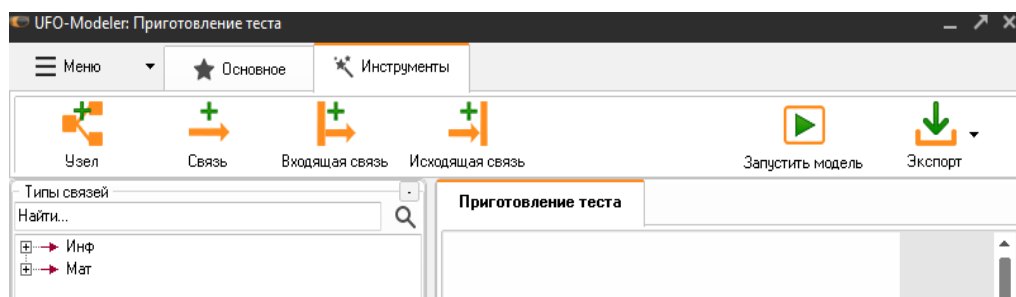 UFO-Modeler: Приготовление теста
Меню
Основное
Инструменты
Узел
Связь
Входящая связь
Исходящая связь
Запустить модель
Экспорт
Типы связей
Найти...
Инф
Мат
Приготовление теста